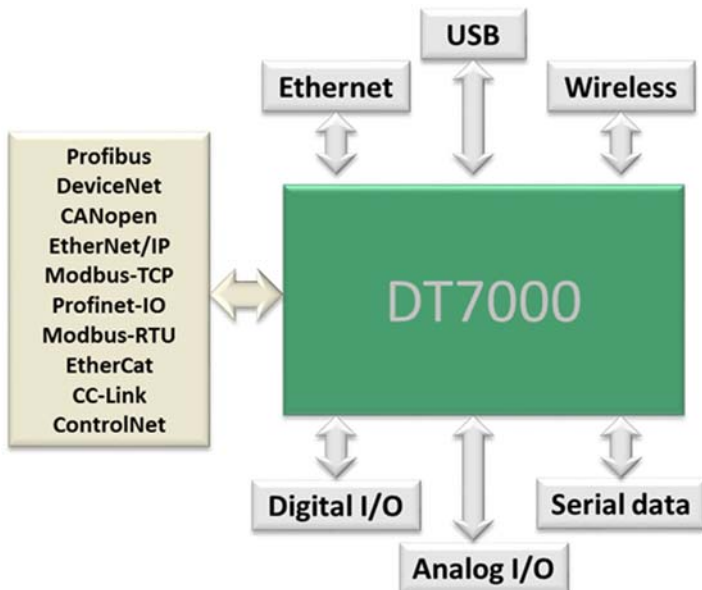 USB
Ethernet
Wireless
Profibus
DeviceNet
CANopen
EtherNet/IP
Modbus-TCP
Profinet-IO
Modbus-RTU
EtherCat
CC-Link
ControlNet
DT7000
Digital I/O
Serial data
Analog I/O